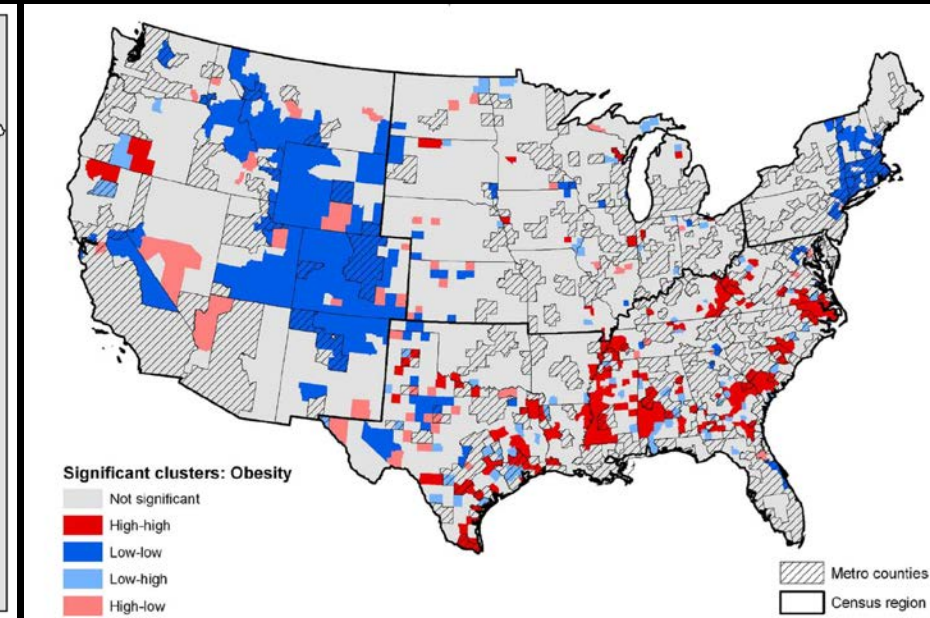 Significant clusters: Obesity
Not significant
High-high
Low-low
Low-high
High-low
Metro counties
Census region